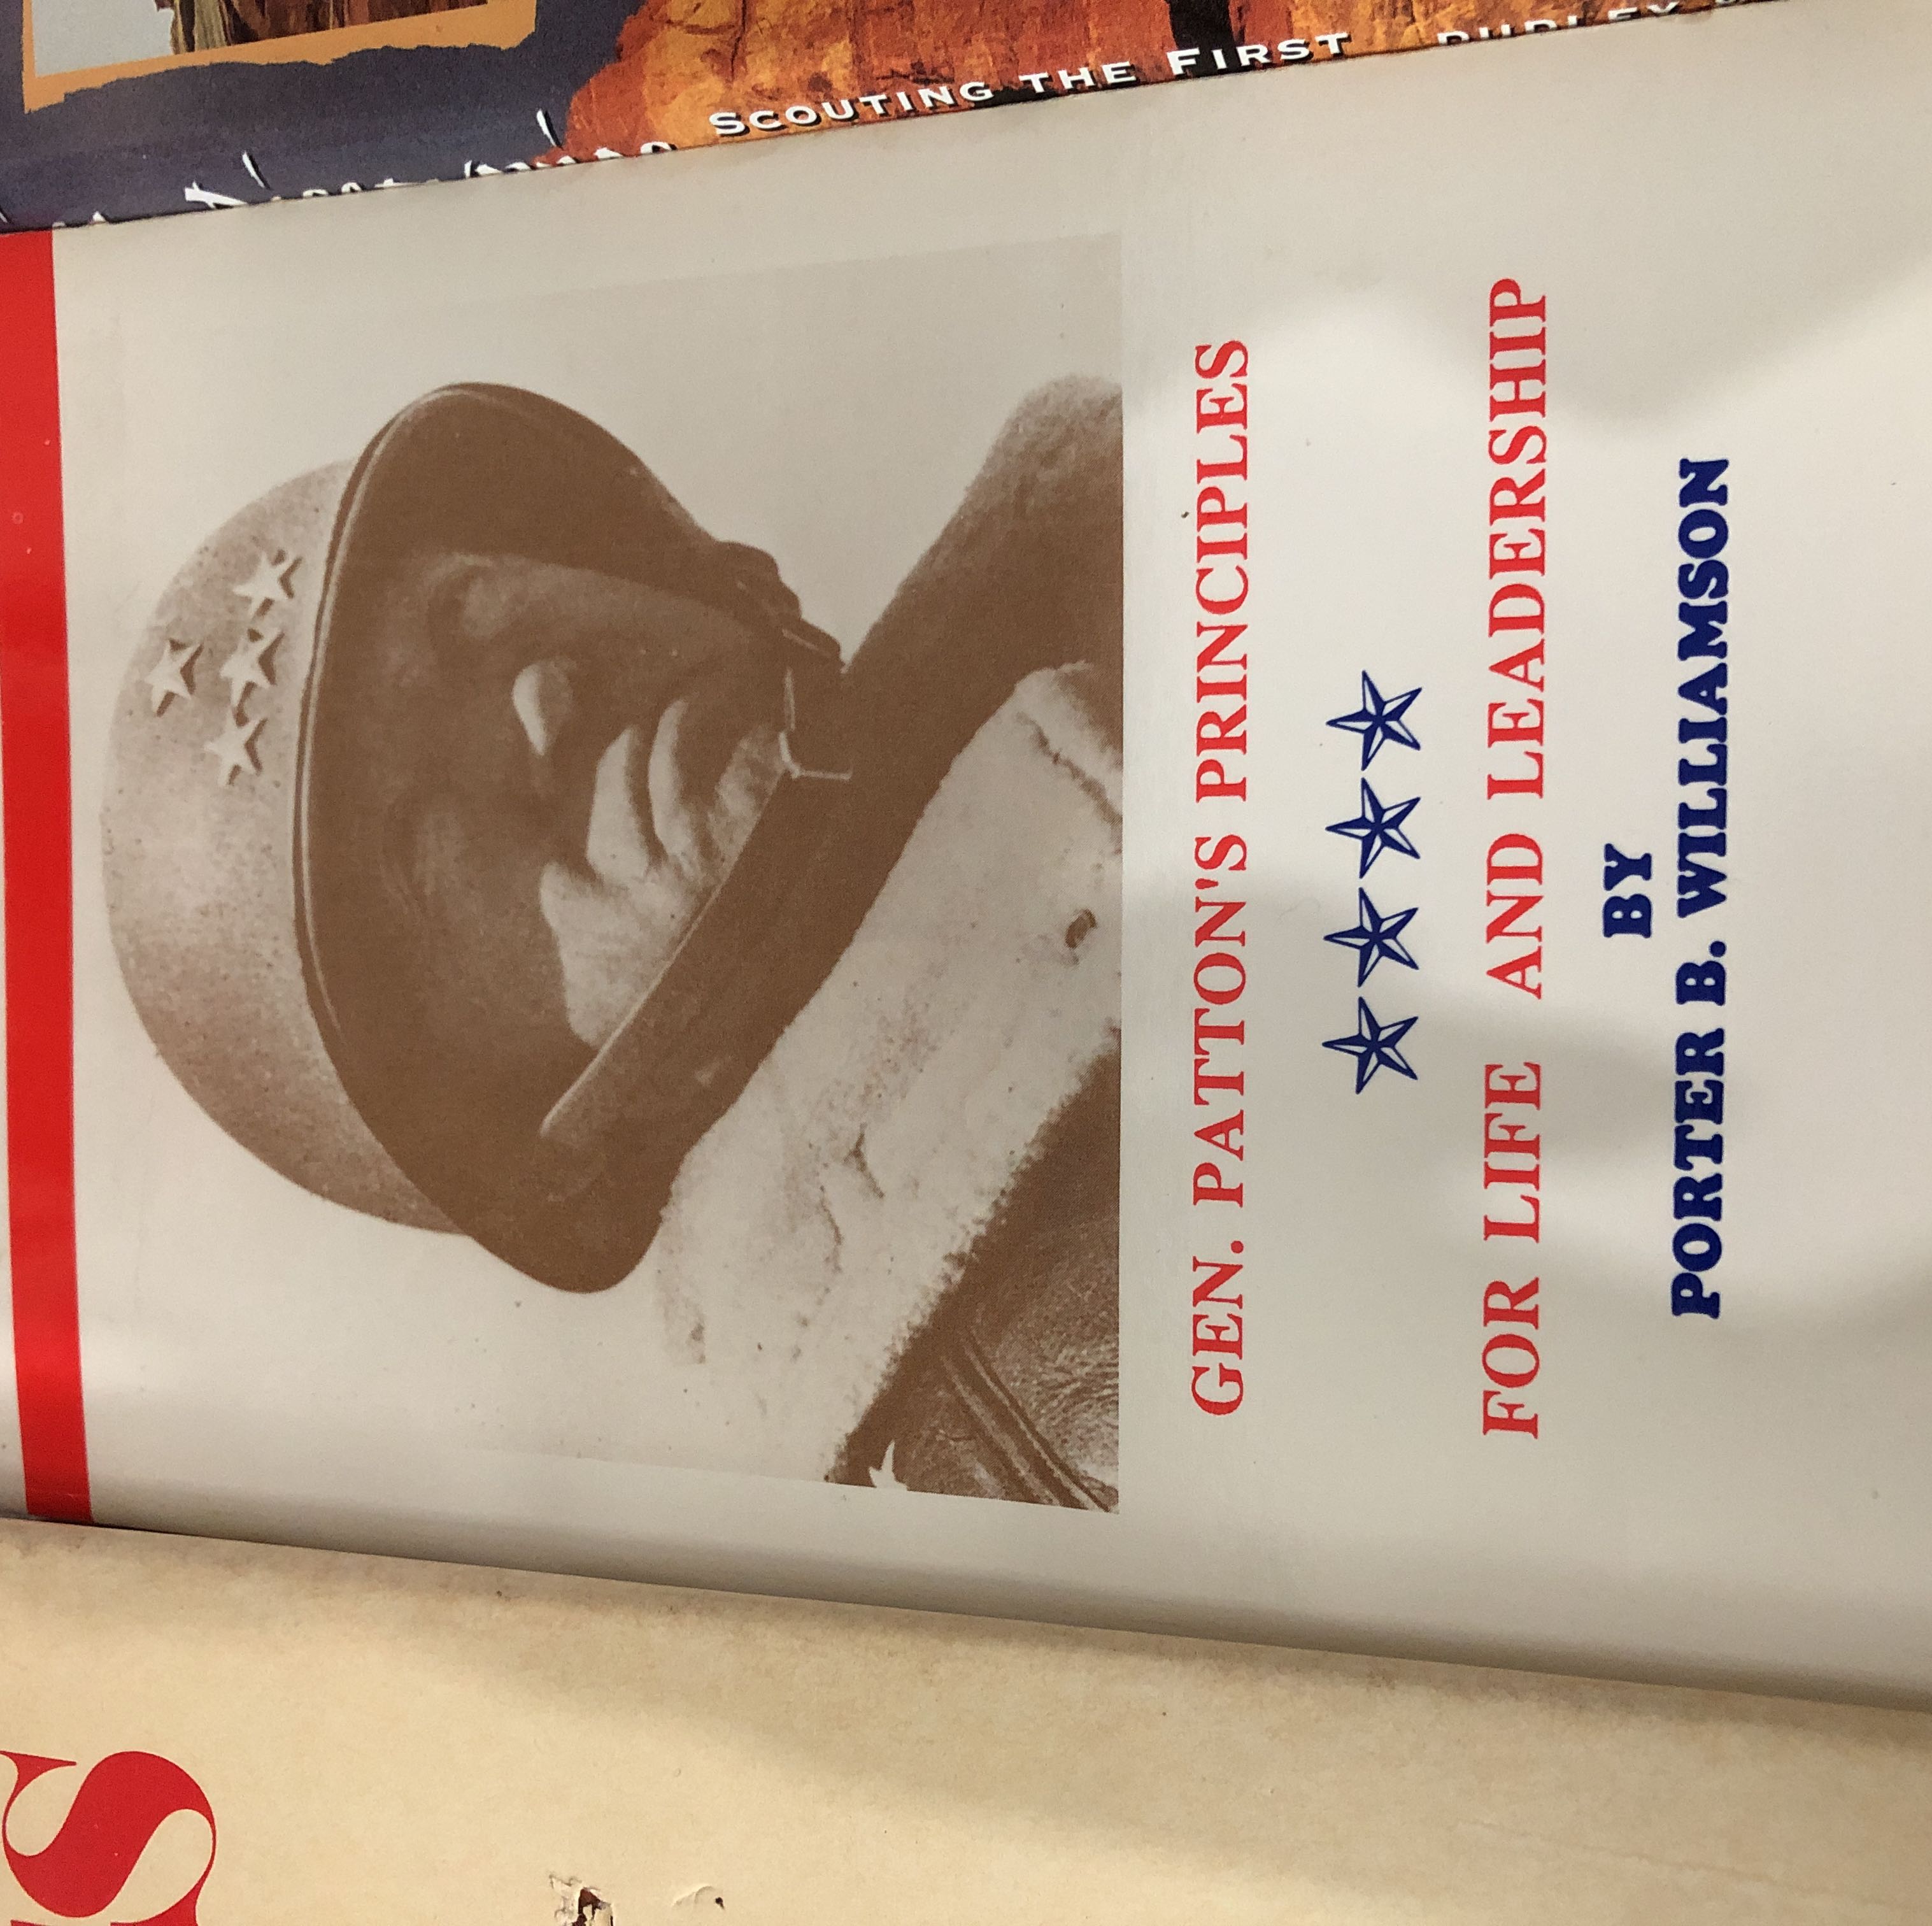 SCOUTING THE FIRST
GEN. PATTON'S PRINCIPLES
FOR LIFE AND LEADERSHIP
BY
PORTER B. WILLIAMSON
S